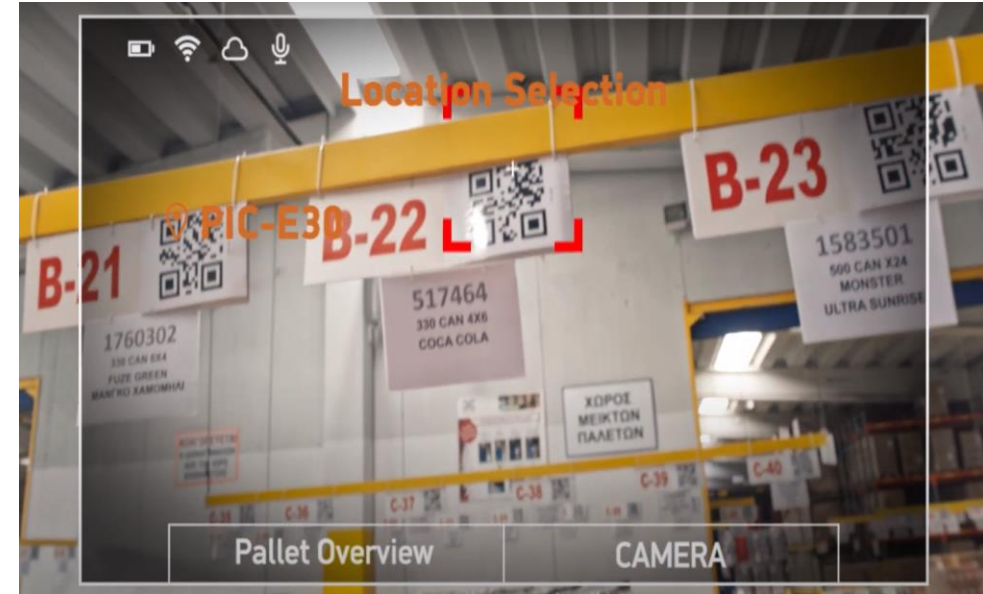 Location Selection
PIC-E30
B-21
B-22
B-23
1760302
330 CAN 6X4
FUZE GREEN
ΜΑΝΓΚΟ ΧΑΜΟΜΗΛΙ
517464
330 CAN 4X6
COCA COLA
1583501
500 CAN X24
MONSTER
ULTRA SUNRISE
ΧΩΡΟΣ
ΜΕΙΚΤΩΝ
ΠΑΛΕΤΩΝ
C-35
C-36
C-37
C-38
C-39
C-40
Pallet Overview
CAMERA